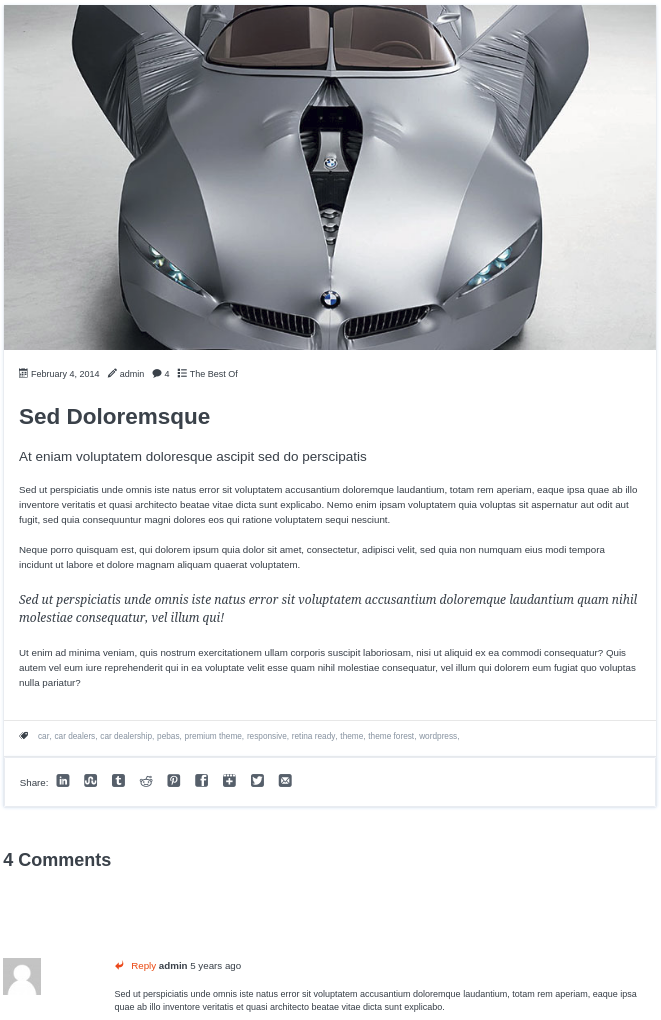 February 4, 2014 admin 4 The Best Of
Sed Doloremsque
At eniam voluptatem doloresque ascipit sed do perscipatis
Sed ut perspiciatis unde omnis iste natus error sit voluptatem accusantium doloremque laudantium, totam rem aperiam, eaque ipsa quae ab illo
inventore veritatis et quasi architecto beatae vitae dicta sunt explicabo. Nemo enim ipsam voluptatem quia voluptas sit aspernatur aut odit aut
fugit, sed quia consequuntur magni dolores eos qui ratione voluptatem sequi nesciunt.
Neque porro quisquam est, qui dolorem ipsum quia dolor sit amet, consectetur, adipisci velit, sed quia non numquam eius modi tempora
incidunt ut labore et dolore magnam aliquam quaerat voluptatem.
Sed ut perspiciatis unde omnis iste natus error sit voluptatem accusantium doloremque laudantium quam nihil
molestiae consequatur, vel illum qui!
Ut enim ad minima veniam, quis nostrum exercitationem ullam corporis suscipit laboriosam, nisi ut aliquid ex ea commodi consequatur? Quis
autem vel eum iure reprehenderit qui in ea voluptate velit esse quam nihil molestiae consequatur, vel illum qui dolorem eum fugiat quo voluptas
nulla pariatur?
car, car dealers, car dealership, pebas, premium theme, responsive, retina ready, theme, theme forest, wordpress,
Share:
4 Comments
Reply admin 5 years ago
Sed ut perspiciatis unde omnis iste natus error sit voluptatem accusantium doloremque laudantium, totam rem aperiam, eaque ipsa
quae ab illo inventore veritatis et quasi architecto beatae vitae dicta sunt explicabo.